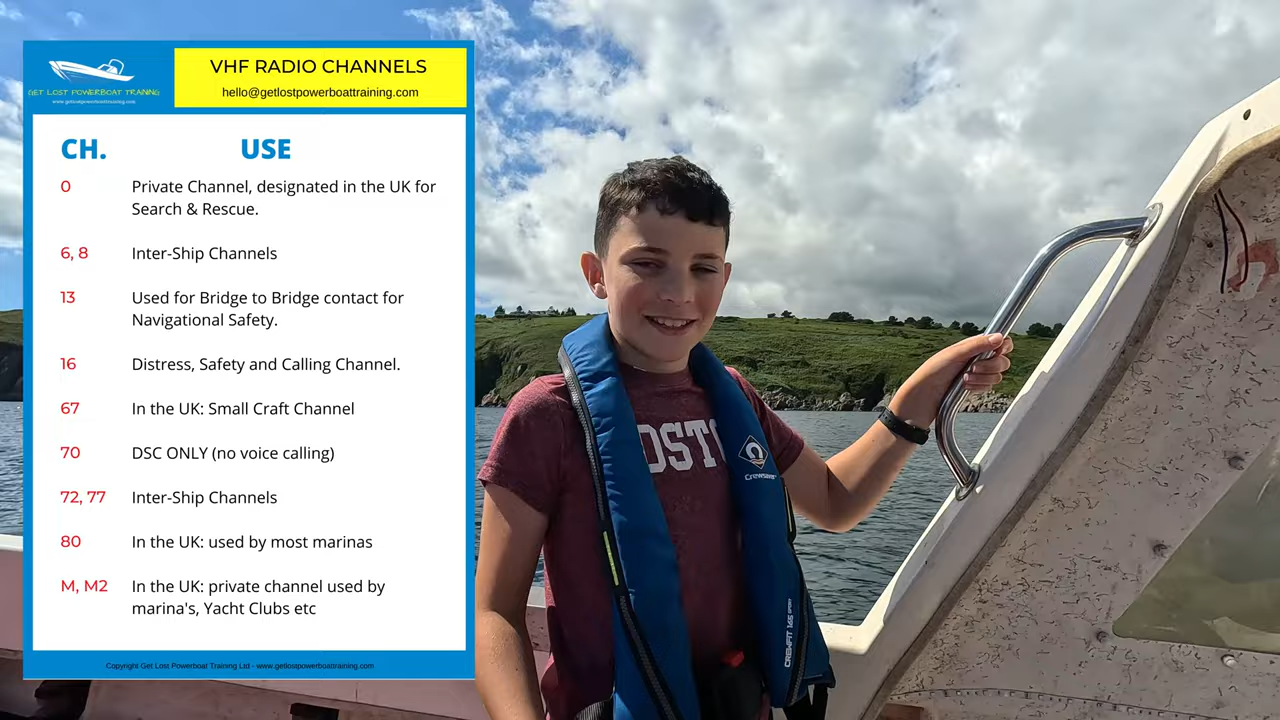 GET LOST POWERBOAT TRAINING
www.getlostpowerboattraining.com
VHF RADIO CHANNELS
hello@getlostpowerboattraining.com
CH. USE
0 Private Channel, designated in the UK for
Search & Rescue.
6, 8 Inter-Ship Channels
13 Used for Bridge to Bridge contact for
Navigational Safety.
16 Distress, Safety and Calling Channel.
67 In the UK: Small Craft Channel
70 DSC ONLY (no voice calling)
72, 77 Inter-Ship Channels
80 In the UK: used by most marinas
M, M2 In the UK: private channel used by
marina's, Yacht Clubs etc
Copyright Get Lost Powerboat Training Ltd - www.getlostpowerboattraining.com
Crewsaver
CREWFIT 165 SPORT